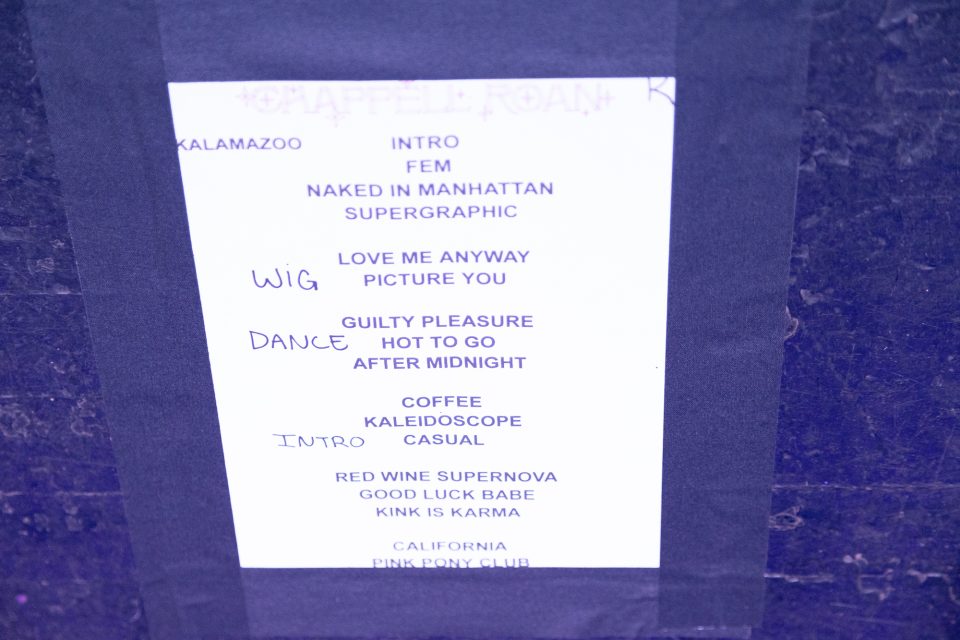 CHAPPELL ROAN
K
KALAMAZOO INTRO
FEM
NAKED IN MANHATTAN
SUPERGRAPHIC
LOVE ME ANYWAY
WIG PICTURE YOU
GUILTY PLEASURE
DANCE HOT TO GO
AFTER MIDNIGHT
COFFEE
KALEIDOSCOPE
INTRO CASUAL
RED WINE SUPERNOVA
GOOD LUCK BABE
KINK IS KARMA
CALIFORNIA
PINK PONY CLUB